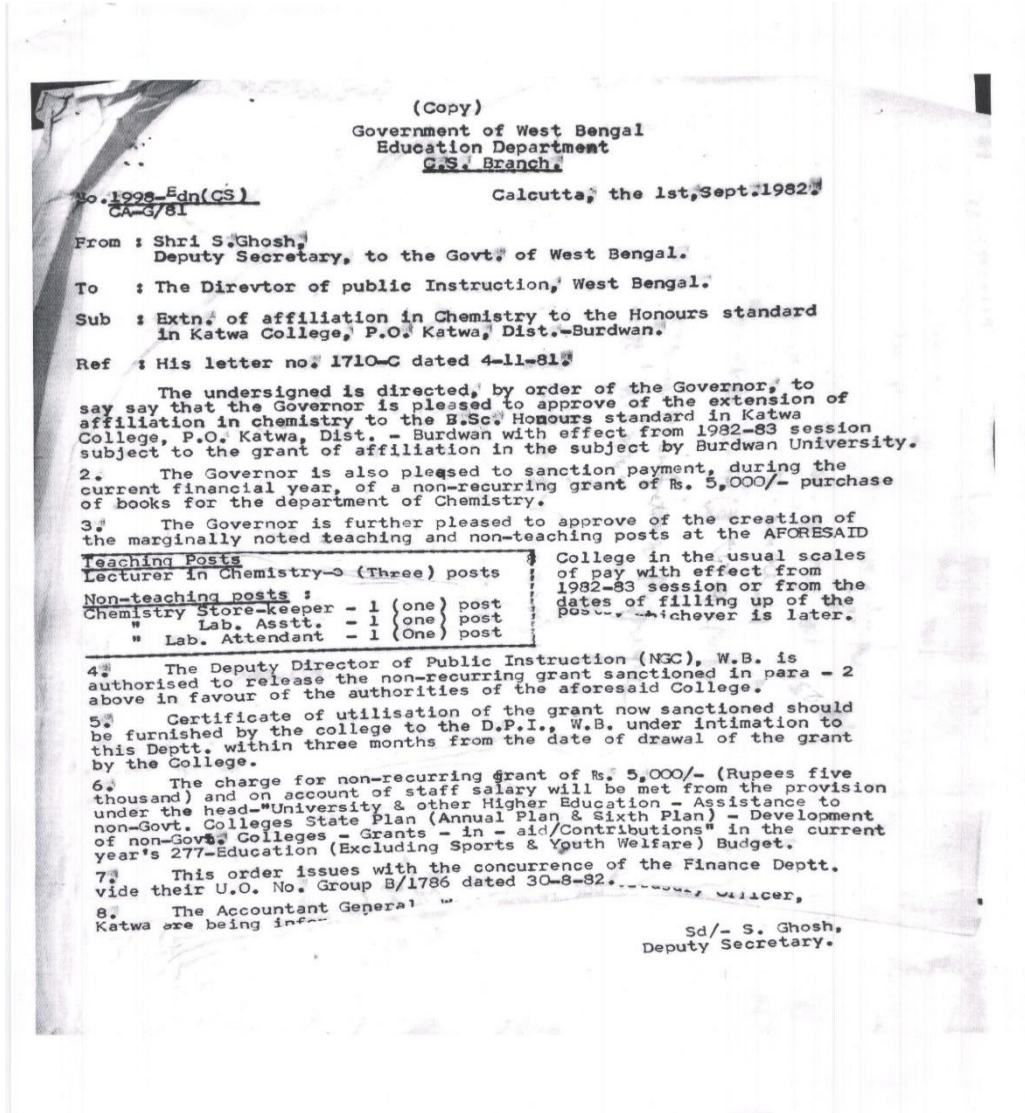 (Copy)
Government of West Bengal
Education Department
C.S. Branch.
No.1998-Edn(CS)
CA-G/81
Calcutta, the 1st,Sept.1982.
From : Shri S.Ghosh,
Deputy Secretary, to the Govt. of West Bengal.
To : The Direvtor of public Instruction, West Bengal.
Sub : Extn. of affiliation in Chemistry to the Honours standard
in Katwa College, P.O. Katwa, Dist.-Burdwan.
Ref : His letter no. 1710-C dated 4-11-81.
The undersigned is directed, by order of the Governor, to
say say that the Governor is pleased to approve of the extension of
affiliation in chemistry to the B.Sc. Honours standard in Katwa
College, P.O. Katwa, Dist. - Burdwan with effect from 1982-83 session
subject to the grant of affiliation in the subject by Burdwan University.
2. The Governor is also pleased to sanction payment, during the
current financial year, of a non-recurring grant of Rs. 5,000/- purchase
of books for the department of Chemistry.
3. The Governor is further pleased to approve of the creation of
the marginally noted teaching and non-teaching posts at the AFORESAID
Teaching Posts
Lecturer in Chemistry-3 (Three) posts
Non-teaching posts :
Chemistry Store-keeper - 1 (one) post
" Lab. Asstt. - 1 (one) post
" Lab. Attendant - 1 (One) post
College in the usual scales
of pay with effect from
1982-83 session or from the
dates of filling up of the
whichever is later.
4. The Deputy Director of Public Instruction (NGC), W.B. is
authorised to release the non-recurring grant sanctioned in para - 2
above in favour of the authorities of the aforesaid College.
5. Certificate of utilisation of the grant now sanctioned should
be furnished by the college to the D.P.I., W.B. under intimation to
this Deptt. within three months from the date of drawal of the grant
by the College.
6. The charge for non-recurring grant of Rs. 5,000/- (Rupees five
thousand) and on account of staff salary will be met from the provision
under the head-"University & other Higher Education - Assistance to
non-Govt. Colleges State Plan (Annual Plan & Sixth Plan) - Development
of non-Govt. Colleges - Grants - in - aid/Contributions" in the current
year's 277-Education (Excluding Sports & Youth Welfare) Budget.
7. This order issues with the concurrence of the Finance Deptt.
vide their U.O. No. Group B/1786 dated 30-8-82.
8. The Accountant General Officer,
Katwa are being
Sd/- S. Ghosh,
Deputy Secretary.